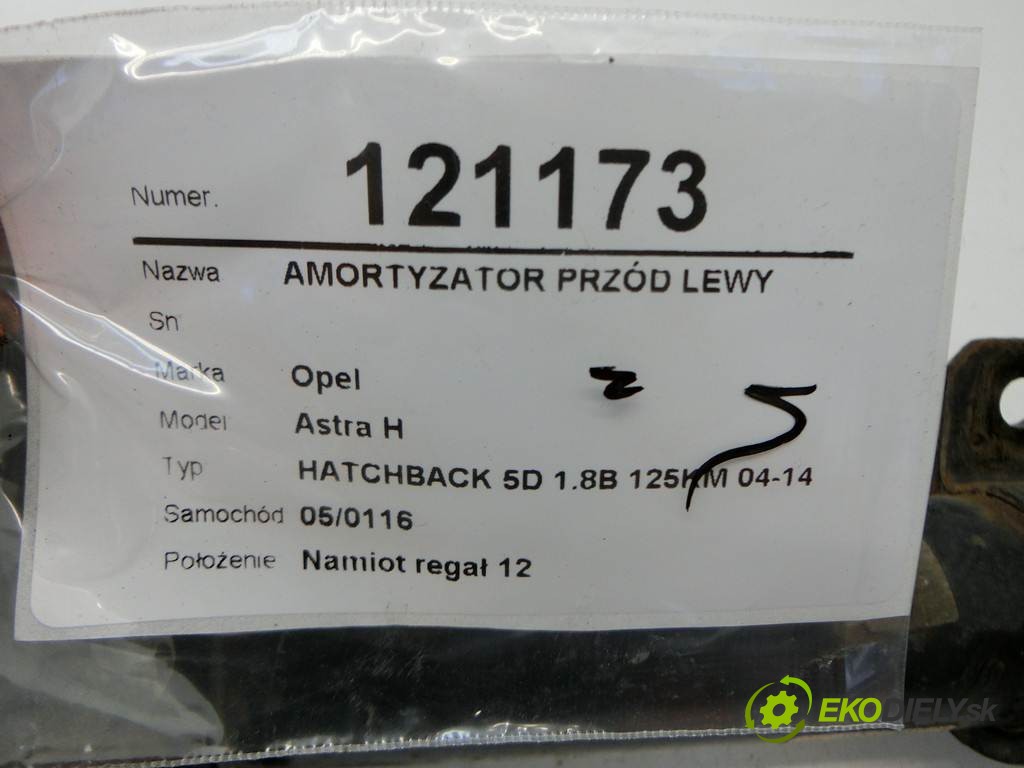 Numer. 121173
Nazwa AMORTYZATOR PRZÓD LEWY
Sn
Marka Opel
Model Astra H
Typ HATCHBACK 5D 1.8B 125KM 04-14
Samochód 05/0116
Położenie Namiot regał 12
EKODIELY.sk